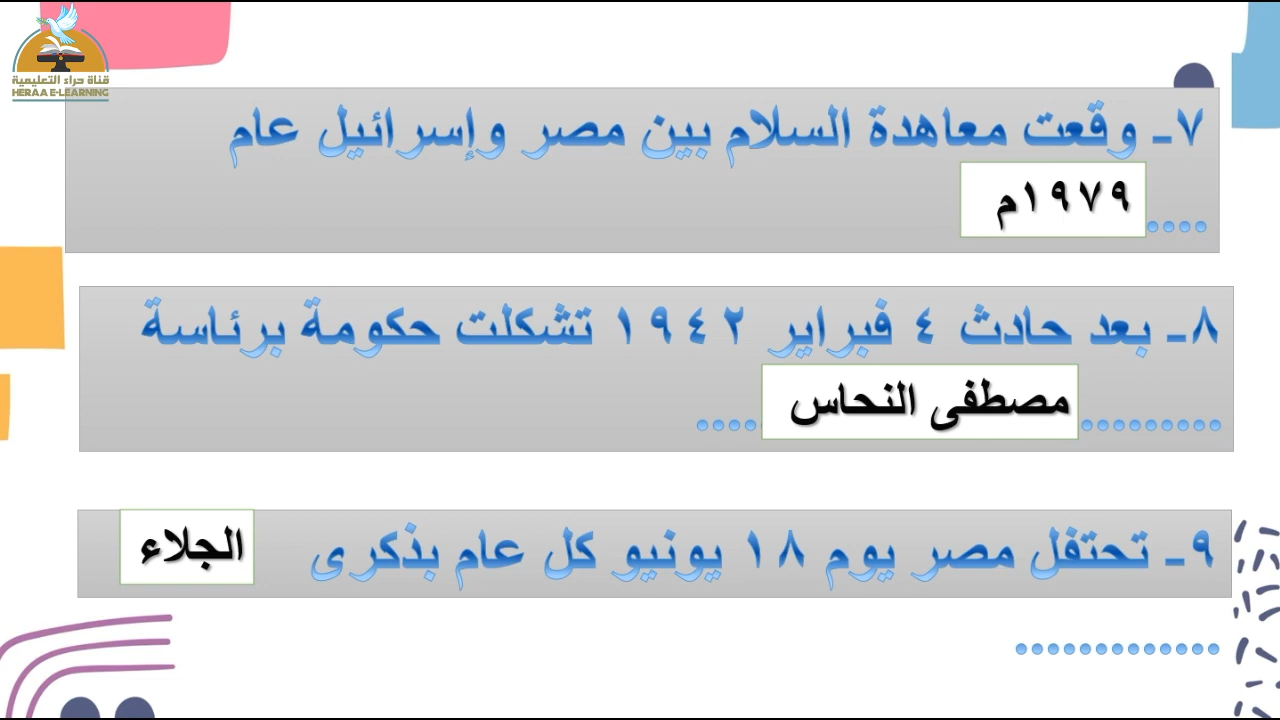 قناة حراء التعليمية
HERAA E-LEARNING
٧- وقعت معاهدة السلام بين مصر وإسرائيل عام
.... ١٩٧٩م
٨- بعد حادث ٤ فبراير ١٩٤٢ تشكلت حكومة برئاسة
......... مصطفى النحاس ....
٩- تحتفل مصر يوم ١٨ يونيو كل عام بذكرى الجلاء
.............